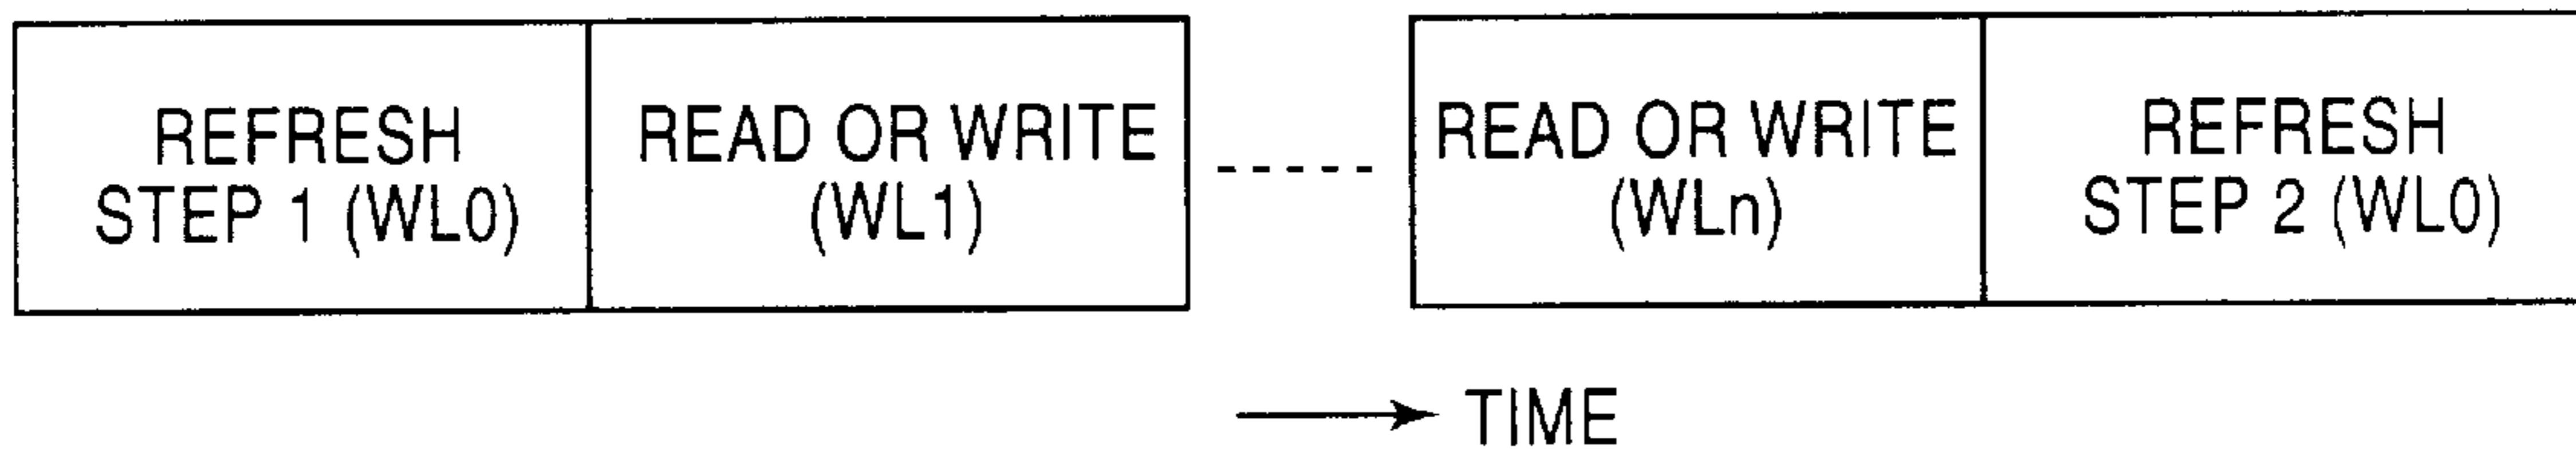 REFRESH
STEP 1 (WL0)
READ OR WRITE
(WL1)
READ OR WRITE
(WLn)
REFRESH
STEP 2 (WL0)
TIME